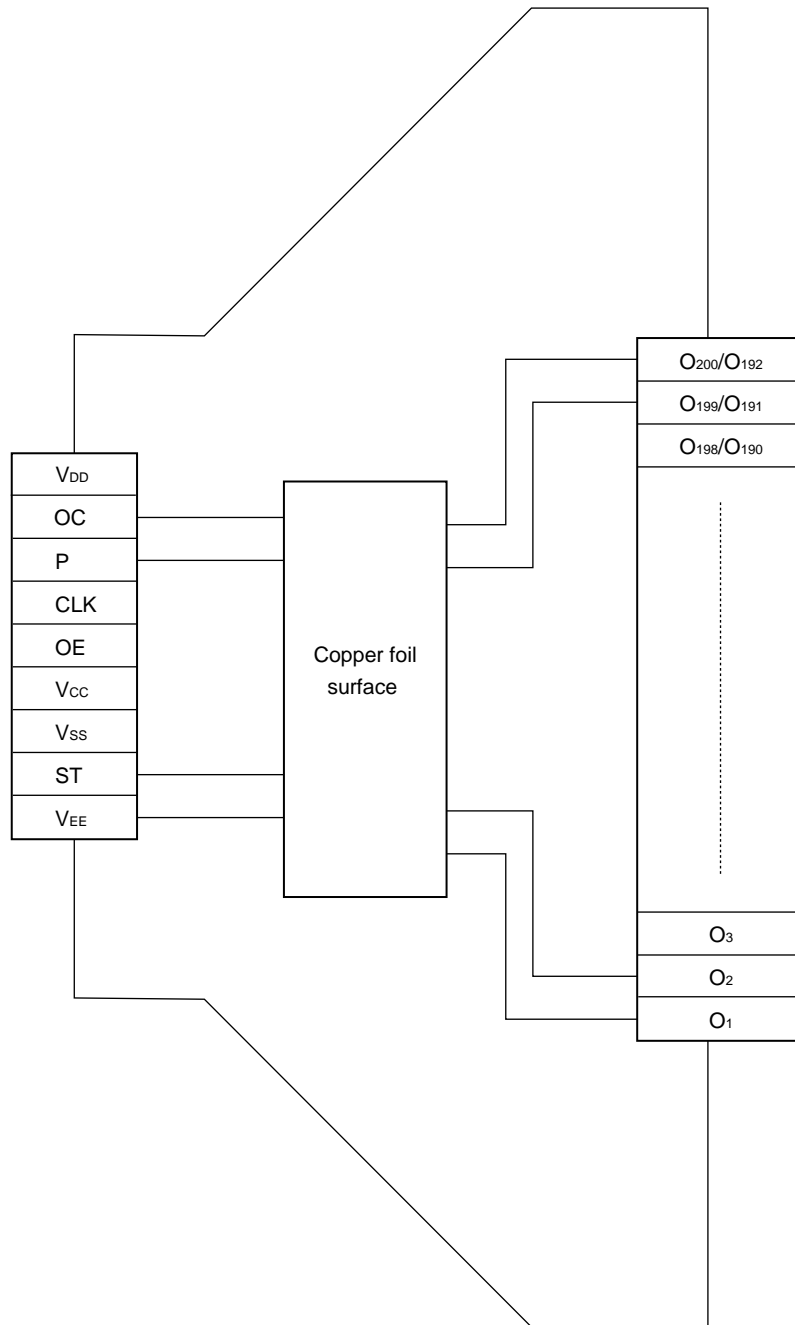 VDD
OC
P
CLK
OE
VCC
VSS
ST
VEE
Copper foil
surface
O200/O192
O199/O191
O198/O190
O3
O2
O1